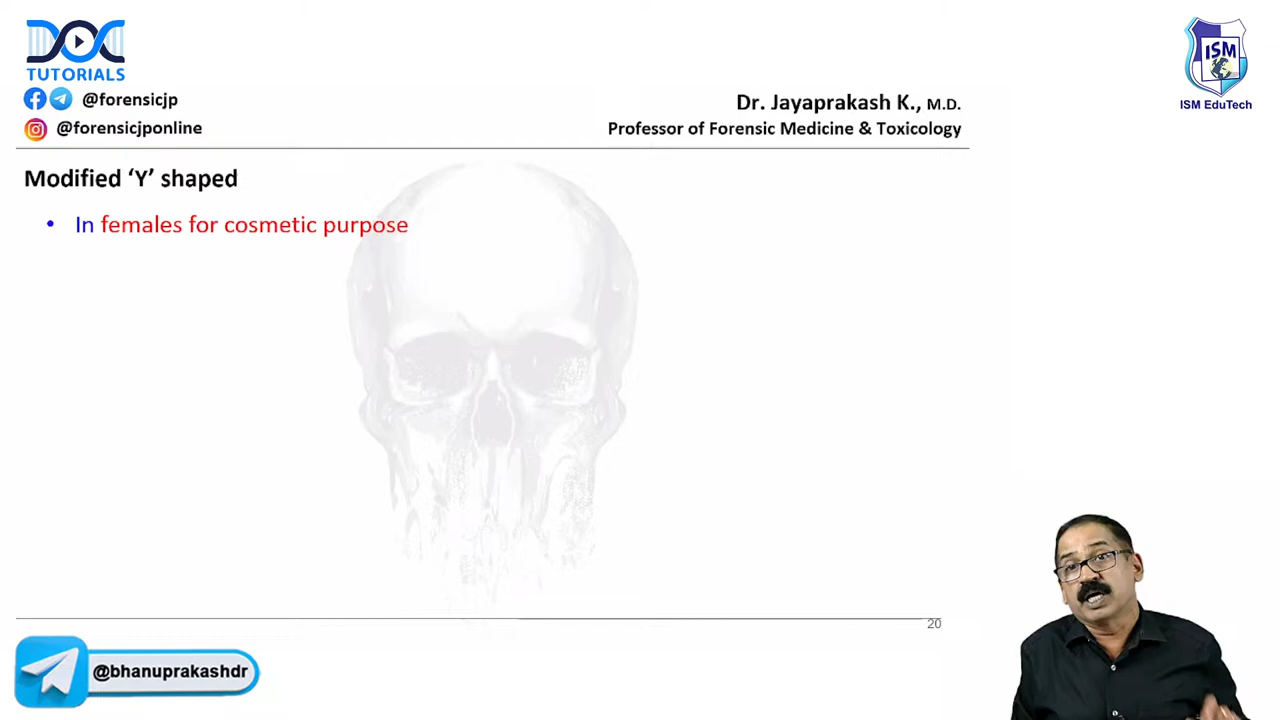 DOC
TUTORIALS
@forensicjp
@forensicjponline
Dr. Jayaprakash K., M.D.
Professor of Forensic Medicine & Toxicology
ISM
ISM EduTech
Modified ‘Y’ shaped
• In females for cosmetic purpose
20
@bhanuprakashdr